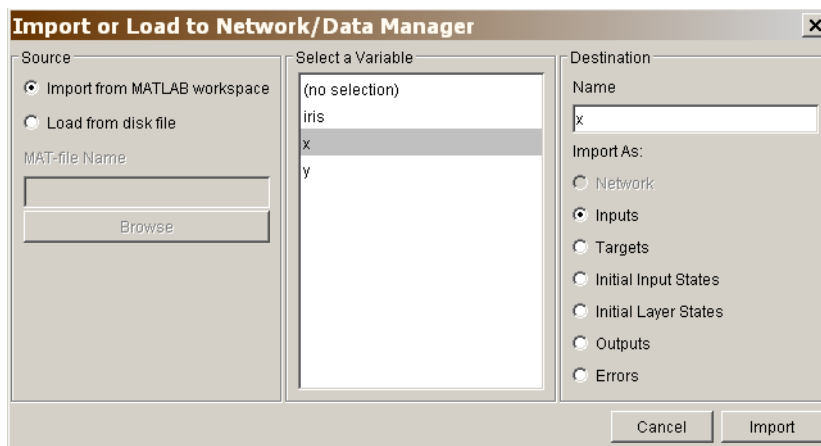 Import or Load to Network/Data Manager
Source
Import from MATLAB workspace
Load from disk file
MAT-file Name
Browse
Select a Variable
(no selection)
iris
x
y
Destination
Name
x
Import As:
Network
Inputs
Targets
Initial Input States
Initial Layer States
Outputs
Errors
Cancel
Import